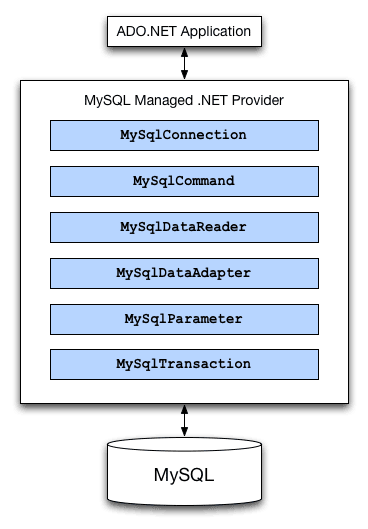 ADO.NET Application
MySQL Managed .NET Provider
MySqlConnection
MySqlCommand
MySqlDataReader
MySqlDataAdapter
MySqlParameter
MySqlTransaction
MySQL